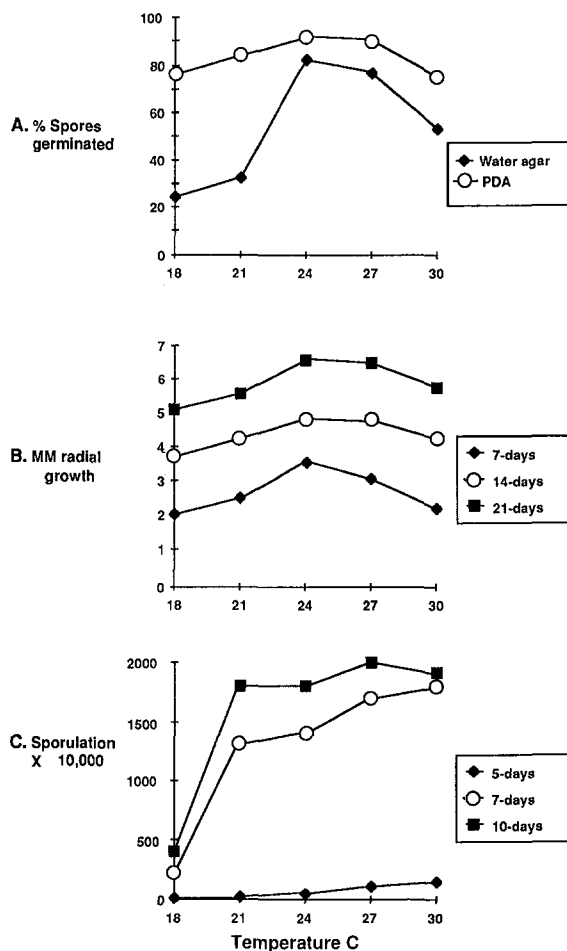 100
80
60
40
20
0
A. % Spores
germinated
18 21 24 27 30
Water agar
PDA
7
6
5
4
3
2
1
0
B. MM radial
growth
18 21 24 27 30
7-days
14-days
21-days
2000
1500
1000
500
0
C. Sporulation
X 10,000
18 21 24 27 30
5-days
7-days
10-days
Temperature C